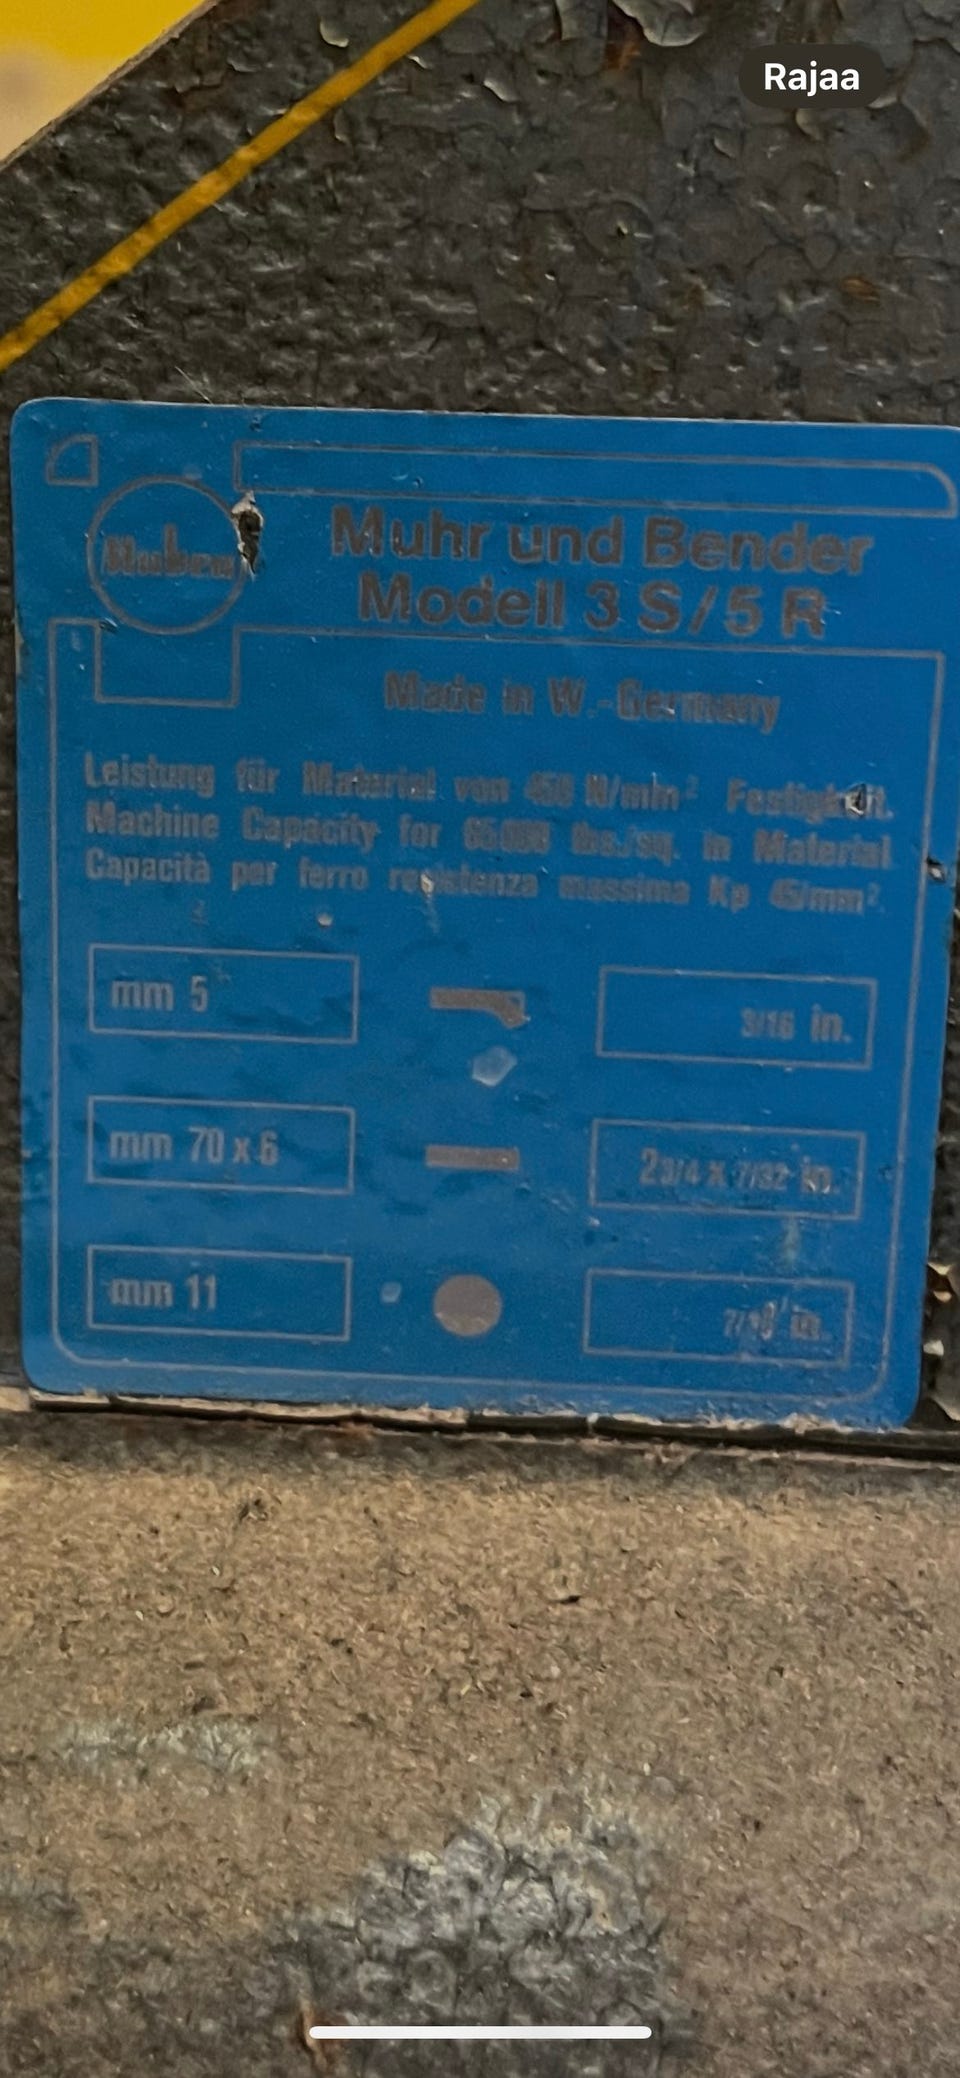 Rajaa
Mubea
Muhr und Bender
Modell 3 S/5 R
Made in W.-Germany
Leistung für Material von 450 N/mm² Festigkeit.
Machine Capacity for 65000 lbs./sq. in Material
Capacità per ferro resistenza massima Kp 45/mm².
mm 5
3/16 in.
mm 70 x 6
2 3/4 x 7/32 in.
mm 11
7/16 in.